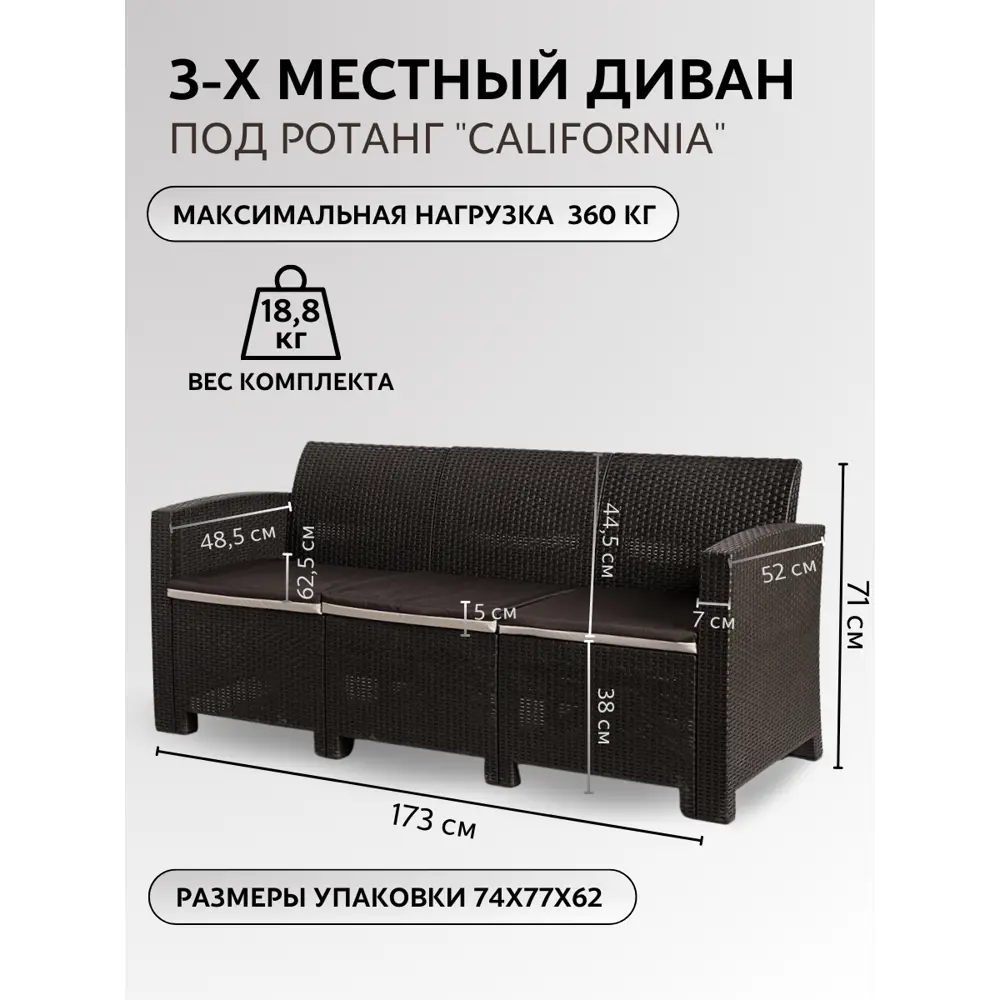 3-Х МЕСТНЫЙ ДИВАН
ПОД РОТАНГ "CALIFORNIA"
МАКСИМАЛЬНАЯ НАГРУЗКА 360 КГ
18,8
КГ
ВЕС КОМПЛЕКТА
48,5 см
62,5 см
44,5 см
5 см
52 см
7 см
71 см
38 см
173 см
РАЗМЕРЫ УПАКОВКИ 74Х77Х62